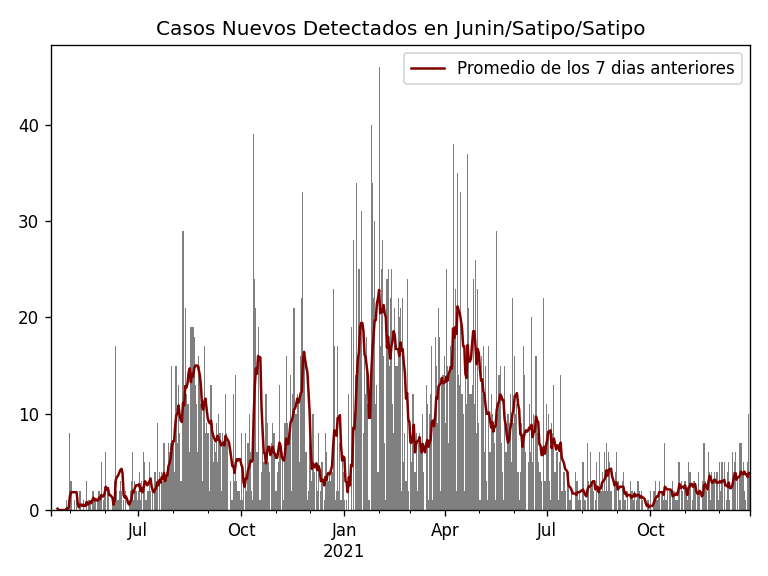 Casos Nuevos Detectados en Junin/Satipo/Satipo
Promedio de los 7 dias anteriores
40
30
20
10
0
Jul Oct Jan Apr Jul Oct
2021